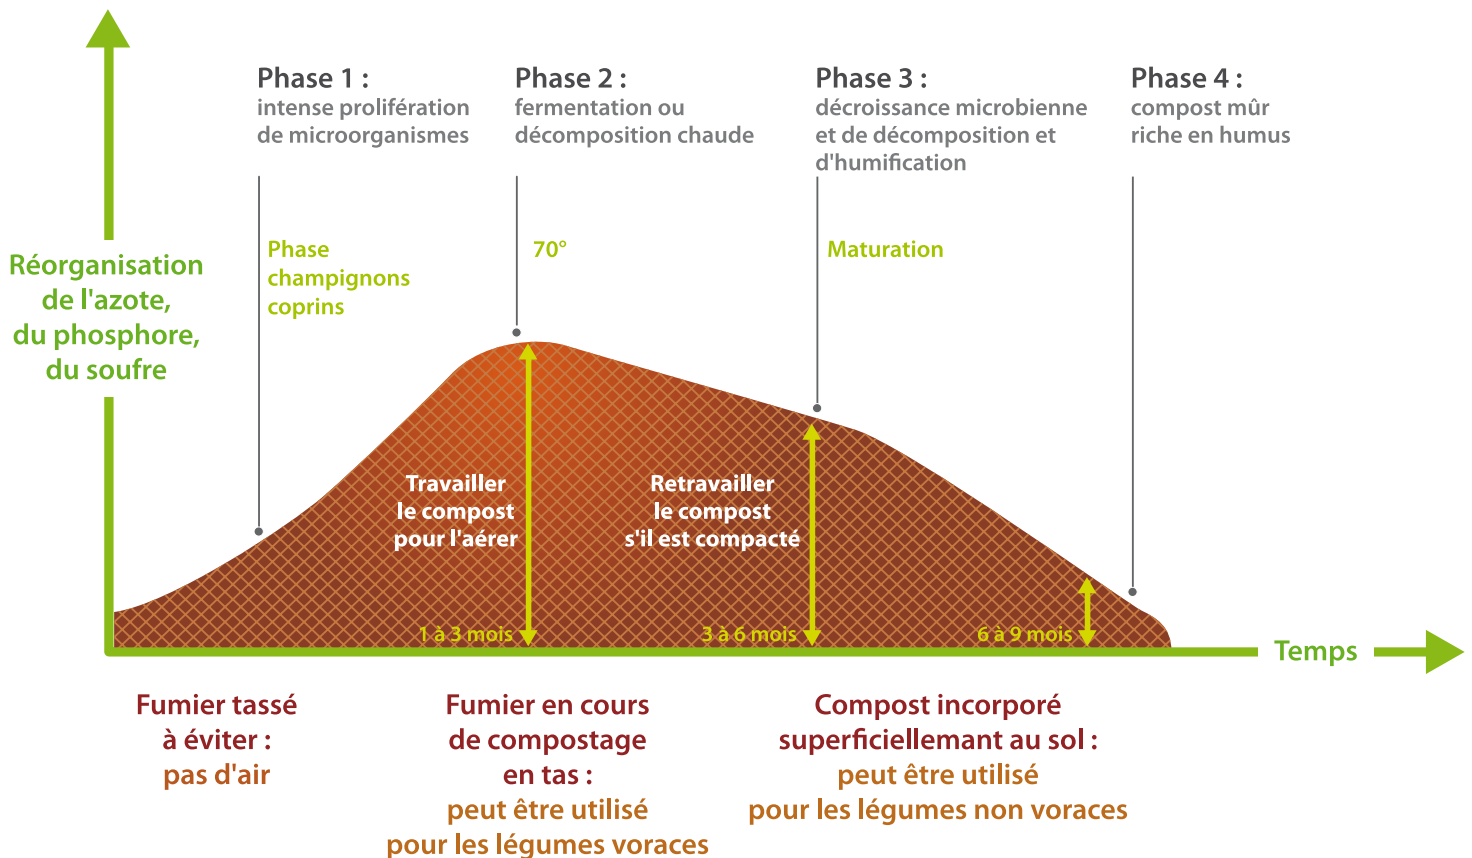 Phase 1 :
intense prolifération
de microorganismes
Phase 2 :
fermentation ou
décomposition chaude
Phase 3 :
décroissance microbienne
et de décomposition et
d'humification
Phase 4 :
compost mûr
riche en humus
Phase
champignons
coprins
70°
Maturation
Réorganisation
de l'azote,
du phosphore,
du soufre
Travailler
le compost
pour l'aérer
Retravailler
le compost
s'il est compacté
1 à 3 mois
3 à 6 mois
6 à 9 mois
Temps
Fumier tassé
à éviter :
pas d'air
Fumier en cours
de compostage
en tas :
peut être utilisé
pour les légumes voraces
Compost incorporé
superficiellemant au sol :
peut être utilisé
pour les légumes non voraces